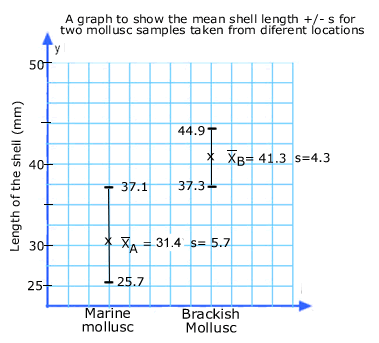 A graph to show the mean shell length +/- s for
two mollusc samples taken from diferent locations
y
50
Length of the shell (mm)
44.9
X̅B= 41.3 s=4.3
40
37.1
37.3
X̅A = 31.4 s= 5.7
30
25.7
25
Marine
mollusc
Brackish
Mollusc